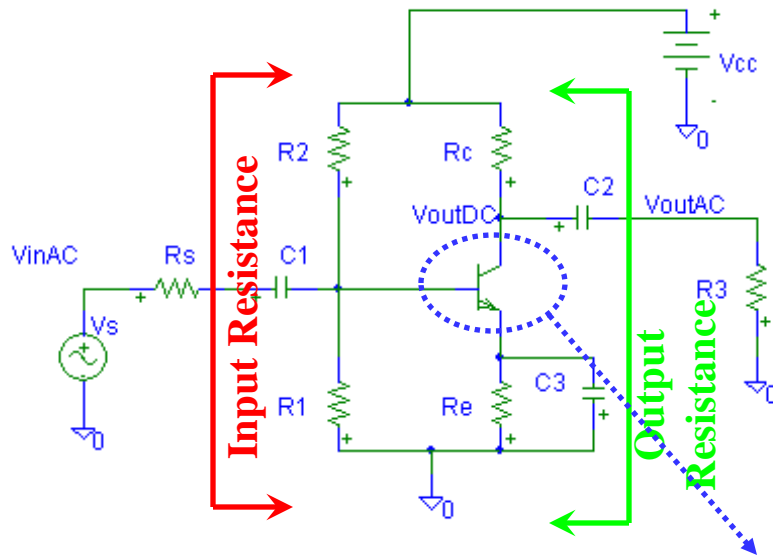 +
Vcc
-
0
R2
+
Rc
+
C2
VoutDC
+
VoutAC
VinAC
Rs
+
C1
+
Vs
+
0
R3
+
0
R1
+
Re
+
C3
+
0
Input Resistance
Output
Resistance